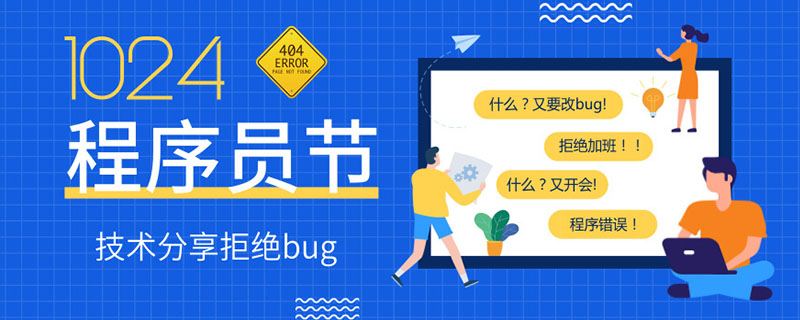 1024
404
ERROR
PAGE NOT FOUND
程序员节
技术分享拒绝bug
什么？又要改bug!
拒绝加班！！
什么？又开会!
程序错误！